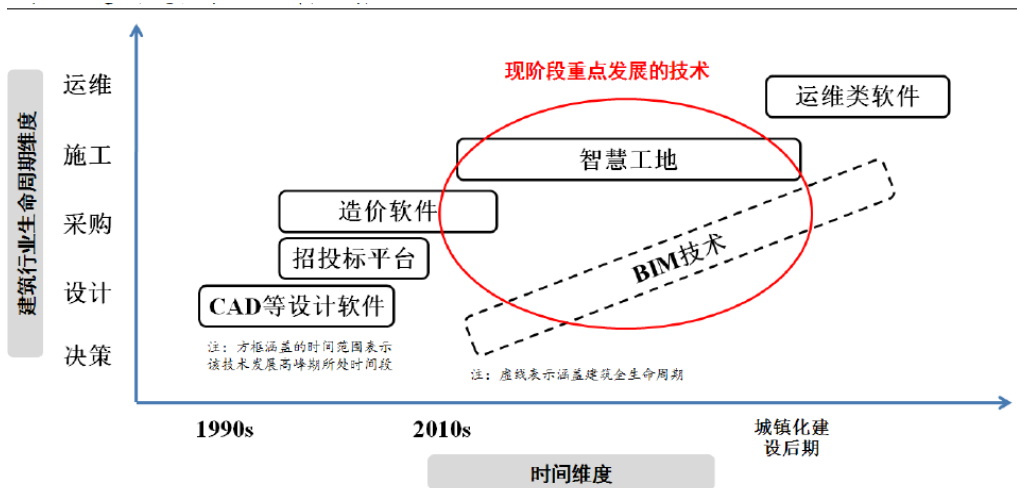 建筑行业生命周期维度
运维
施工
采购
设计
决策
现阶段重点发展的技术
运维类软件
智慧工地
造价软件
招投标平台
BIM技术
CAD等设计软件
注：方框涵盖的时间范围表示
该技术发展高峰期所处时间段
注：虚线表示涵盖建筑全生命周期
1990s
2010s
城镇化建
设后期
时间维度